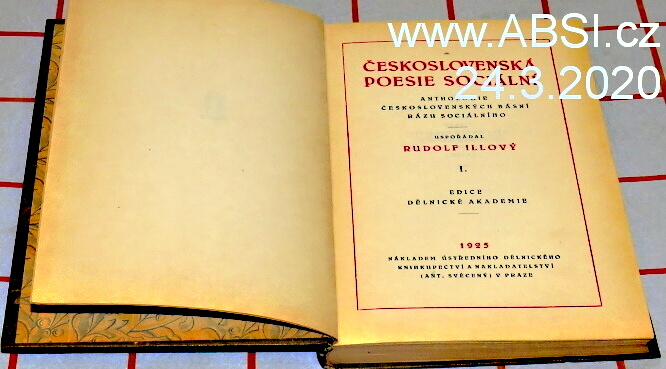 www.ABSI.cz
24.3.2020
ČESKOSLOVENSKÁ
POESIE SOCIÁLNÍ
ANTHOLOGIE
ČESKOSLOVENSKÝCH BÁSNÍ
RÁZU SOCIÁLNÍHO
USPOŘÁDAL
RUDOLF ILLOVÝ
I.
EDICE
DĚLNICKÉ AKADEMIE
1925
NÁKLADEM ÚSTŘEDNÍHO DĚLNICKÉHO
KNIHKUPECTVÍ A NAKLADATELSTVÍ
(ANT. SVĚCENÝ) V PRAZE